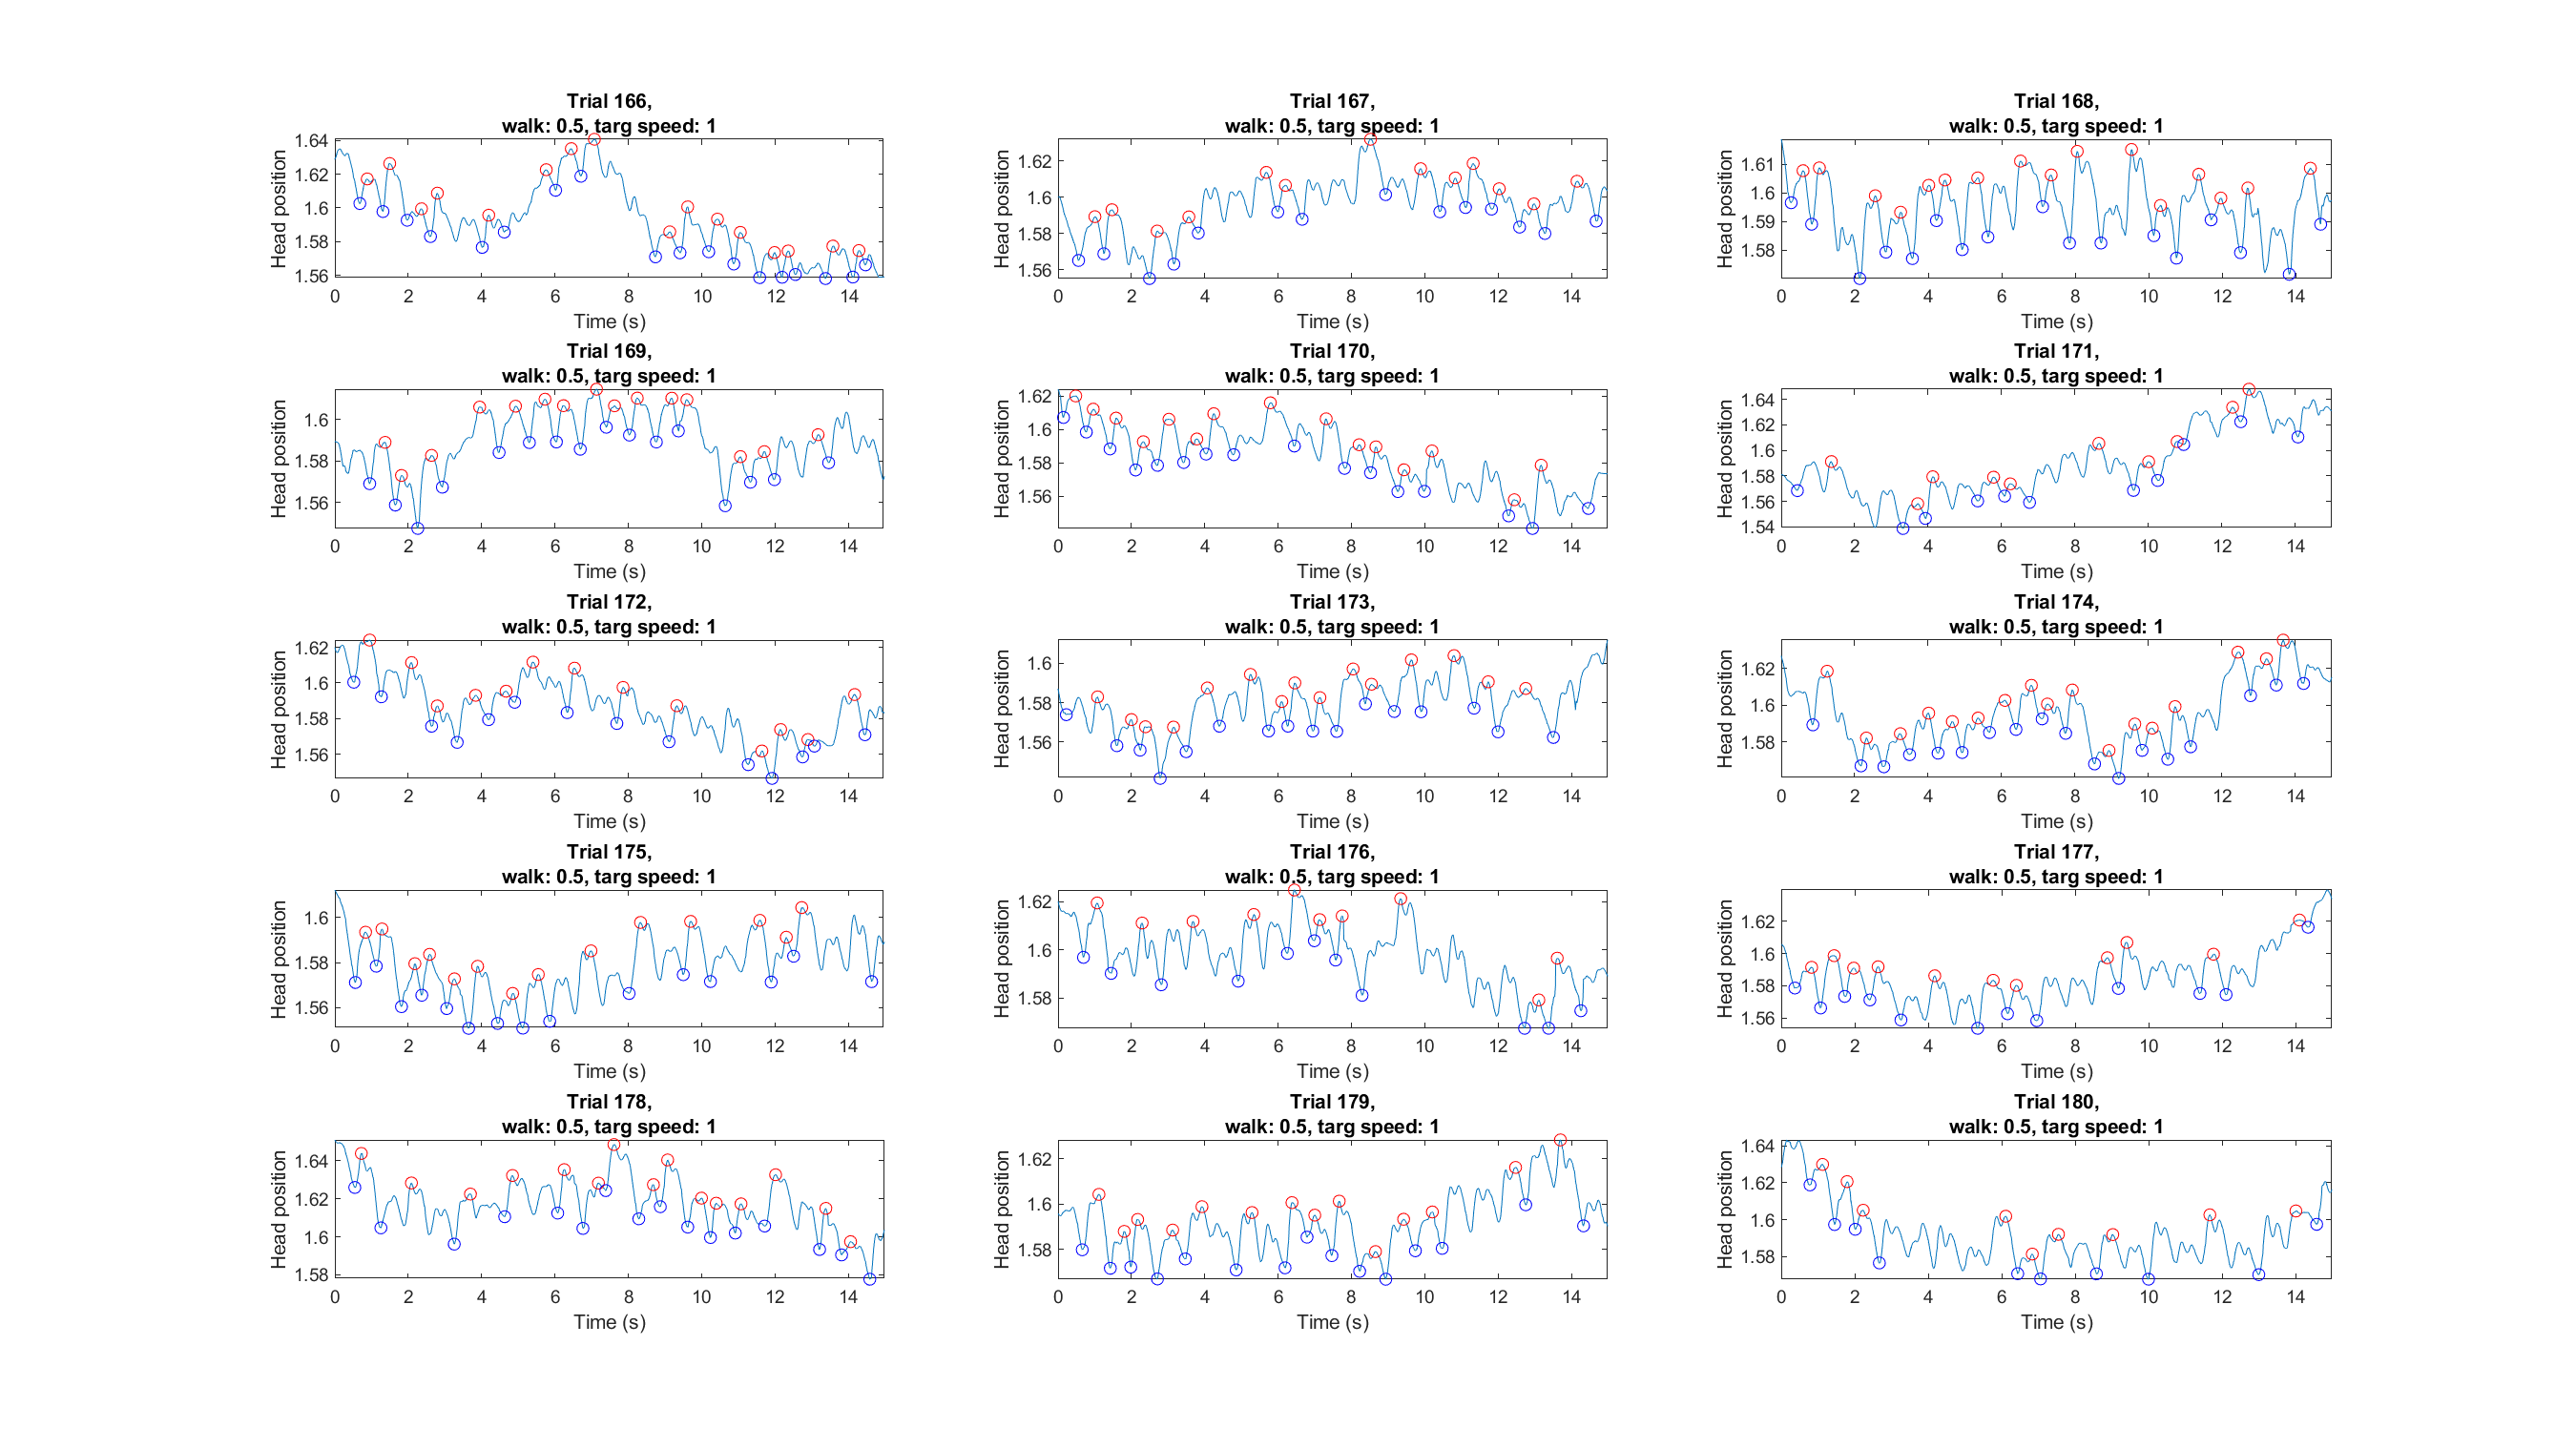 Trial 166,
walk: 0.5, targ speed: 1
Head position
1.64
1.62
1.6
1.58
1.56
0 2 4 6 8 10 12 14
Time (s)
Trial 167,
walk: 0.5, targ speed: 1
Head position
1.62
1.6
1.58
1.56
0 2 4 6 8 10 12 14
Time (s)
Trial 168,
walk: 0.5, targ speed: 1
Head position
1.61
1.6
1.59
1.58
0 2 4 6 8 10 12 14
Time (s)
Trial 169,
walk: 0.5, targ speed: 1
Head position
1.6
1.58
1.56
0 2 4 6 8 10 12 14
Time (s)
Trial 170,
walk: 0.5, targ speed: 1
Head position
1.62
1.6
1.58
1.56
0 2 4 6 8 10 12 14
Time (s)
Trial 171,
walk: 0.5, targ speed: 1
Head position
1.64
1.62
1.6
1.58
1.56
1.54
0 2 4 6 8 10 12 14
Time (s)
Trial 172,
walk: 0.5, targ speed: 1
Head position
1.62
1.6
1.58
1.56
0 2 4 6 8 10 12 14
Time (s)
Trial 173,
walk: 0.5, targ speed: 1
Head position
1.6
1.58
1.56
0 2 4 6 8 10 12 14
Time (s)
Trial 174,
walk: 0.5, targ speed: 1
Head position
1.62
1.6
1.58
0 2 4 6 8 10 12 14
Time (s)
Trial 175,
walk: 0.5, targ speed: 1
Head position
1.6
1.58
1.56
0 2 4 6 8 10 12 14
Time (s)
Trial 176,
walk: 0.5, targ speed: 1
Head position
1.62
1.6
1.58
0 2 4 6 8 10 12 14
Time (s)
Trial 177,
walk: 0.5, targ speed: 1
Head position
1.62
1.6
1.58
1.56
0 2 4 6 8 10 12 14
Time (s)
Trial 178,
walk: 0.5, targ speed: 1
Head position
1.64
1.62
1.6
1.58
0 2 4 6 8 10 12 14
Time (s)
Trial 179,
walk: 0.5, targ speed: 1
Head position
1.62
1.6
1.58
0 2 4 6 8 10 12 14
Time (s)
Trial 180,
walk: 0.5, targ speed: 1
Head position
1.64
1.62
1.6
1.58
0 2 4 6 8 10 12 14
Time (s)